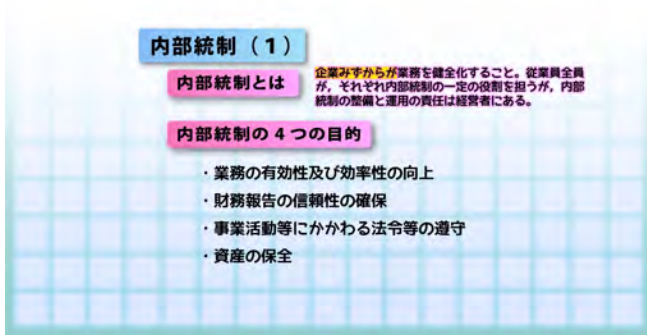 内部統制（1）
内部統制とは
企業みずからが業務を健全化すること。従業員全員
が，それぞれ内部統制の一定の役割を担うが，内部
統制の整備と運用の責任は経営者にある。
内部統制の4つの目的
・業務の有効性及び効率性の向上
・財務報告の信頼性の確保
・事業活動等にかかわる法令等の遵守
・資産の保全